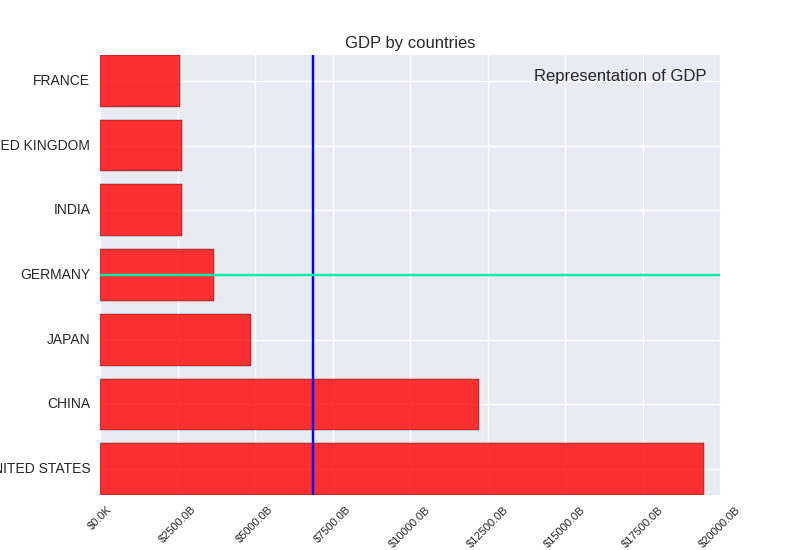 GDP by countries
Representation of GDP
FRANCE
ED KINGDOM
INDIA
GERMANY
JAPAN
CHINA
NITED STATES
$0.0K
$2500.0B
$5000.0B
$7500.0B
$10000.0B
$12500.0B
$15000.0B
$17500.0B
$20000.0B